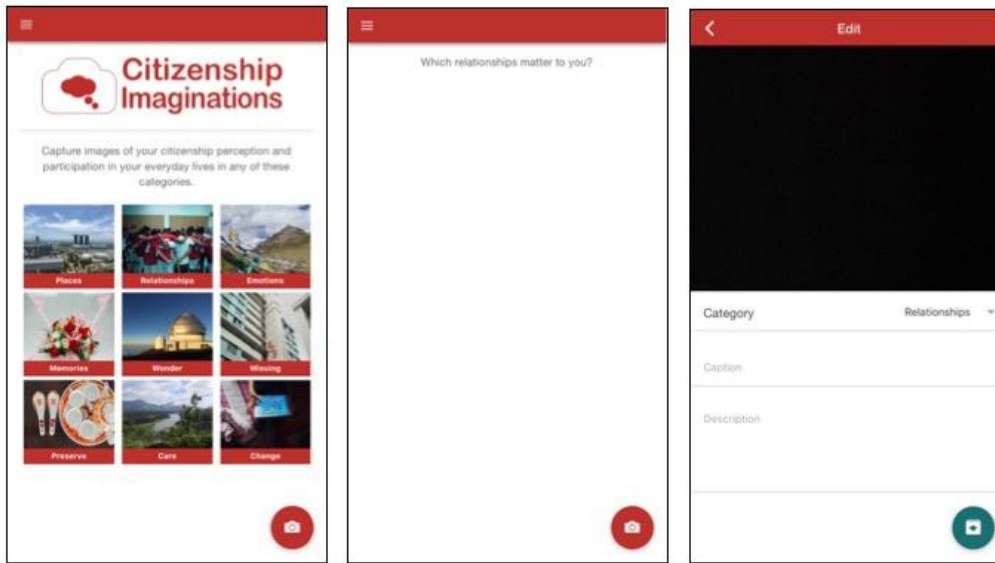 Citizenship
Imaginations
Capture images of your citizenship perception and
participation in your everyday lives in any of these
categories.
Places
Relationships
Emotions
Memories
Wonder
Missing
Preserve
Care
Change
Which relationships matter to you?
Edit
Category
Relationships
Caption
Description